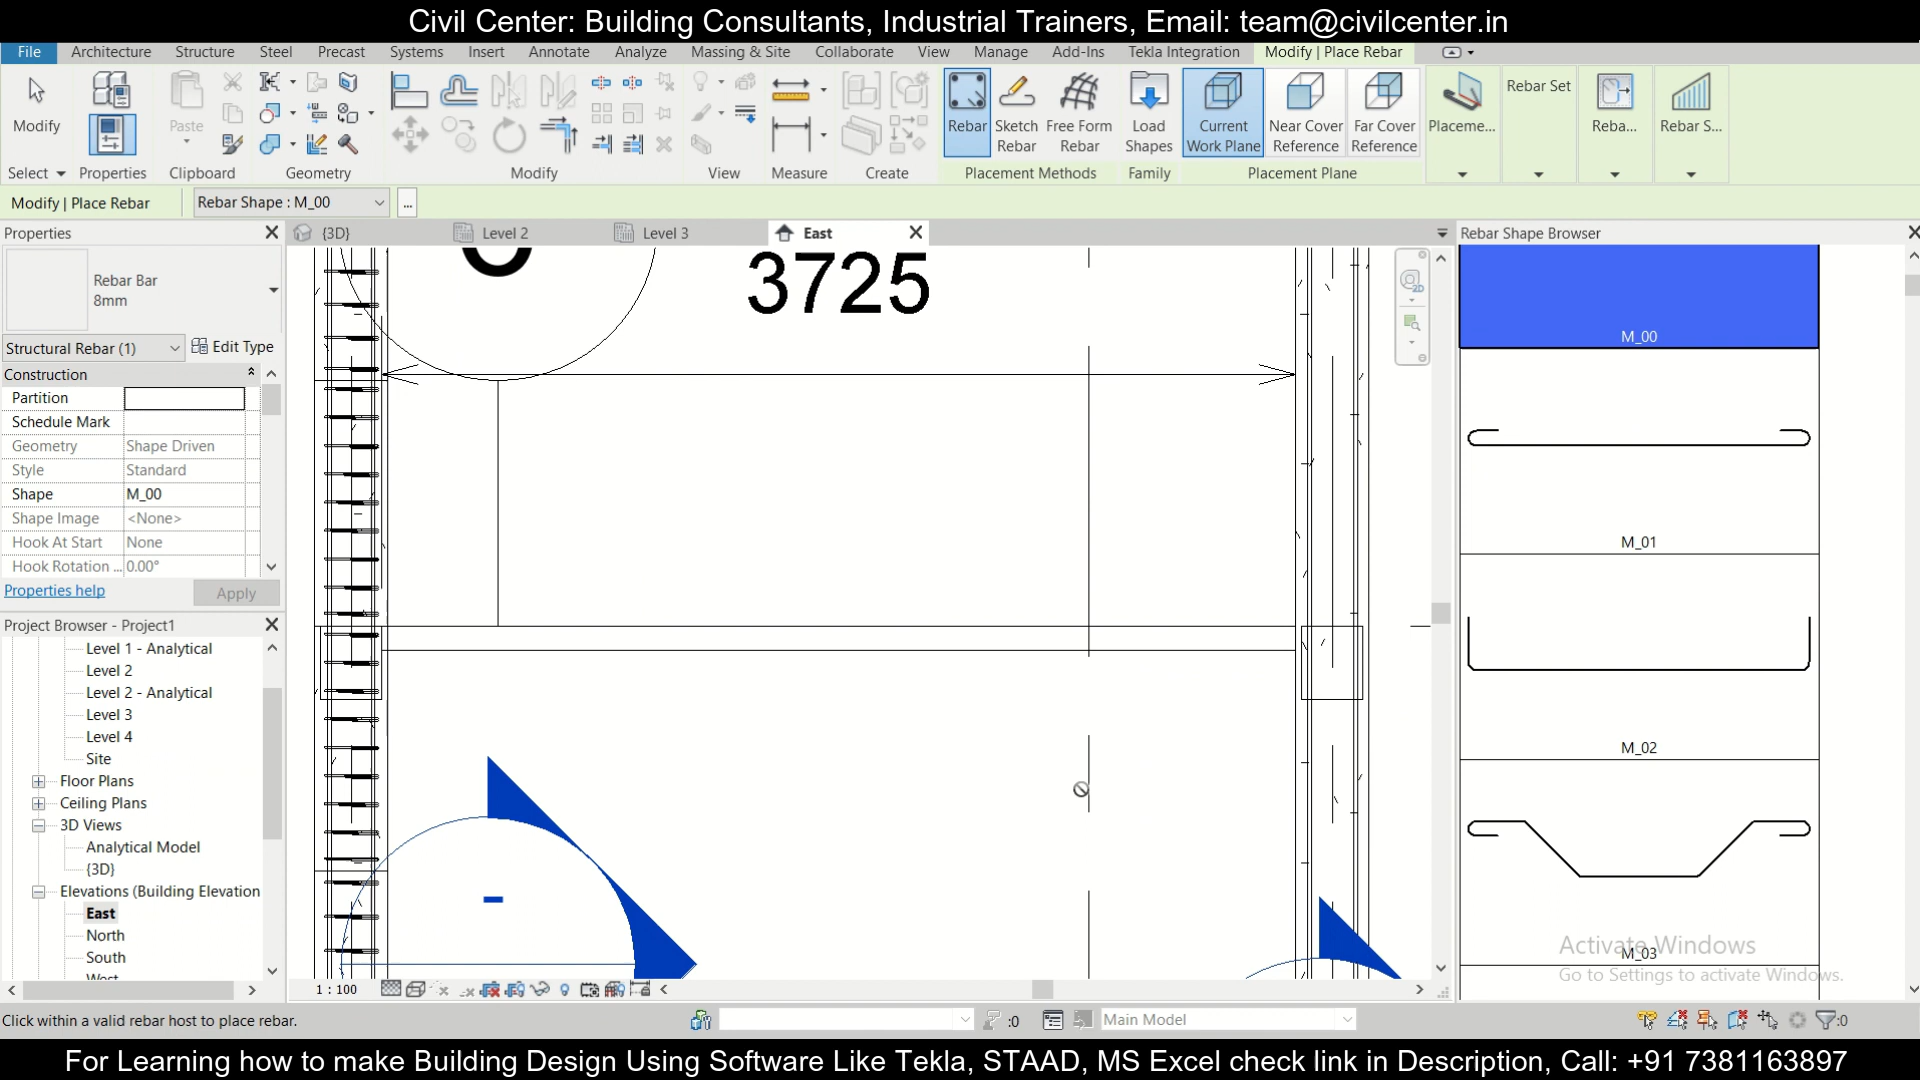 Civil Center: Building Consultants, Industrial Trainers, Email: team@civilcenter.in
File Architecture Structure Steel Precast Systems Insert Annotate Analyze Massing & Site Collaborate View Manage Add-Ins Tekla Integration Modify | Place Rebar
Modify Paste Rebar Sketch Rebar Free Form Rebar Load Shapes Current Work Plane Near Cover Reference Far Cover Reference Placeme... Rebar Set Reba... Rebar S...
Select Properties Clipboard Geometry Modify View Measure Create Placement Methods Family Placement Plane
Modify | Place Rebar Rebar Shape : M_00 ...
Properties {3D} Level 2 Level 3 East Rebar Shape Browser
Rebar Bar
8mm
Structural Rebar (1) Edit Type
Construction
Partition
Schedule Mark
Geometry Shape Driven
Style Standard
Shape M_00
Shape Image <None>
Hook At Start None
Hook Rotation ... 0.00°
Properties help Apply
Project Browser - Project1
Level 1 - Analytical
Level 2
Level 2 - Analytical
Level 3
Level 4
Site
Floor Plans
Ceiling Plans
3D Views
Analytical Model
{3D}
Elevations (Building Elevation
East
North
South
West
3725
M_00
M_01
M_02
M_03
Activate Windows
Go to Settings to activate Windows.
1 : 100
Click within a valid rebar host to place rebar. :0 Main Model :0
For Learning how to make Building Design Using Software Like Tekla, STAAD, MS Excel check link in Description, Call: +91 7381163897